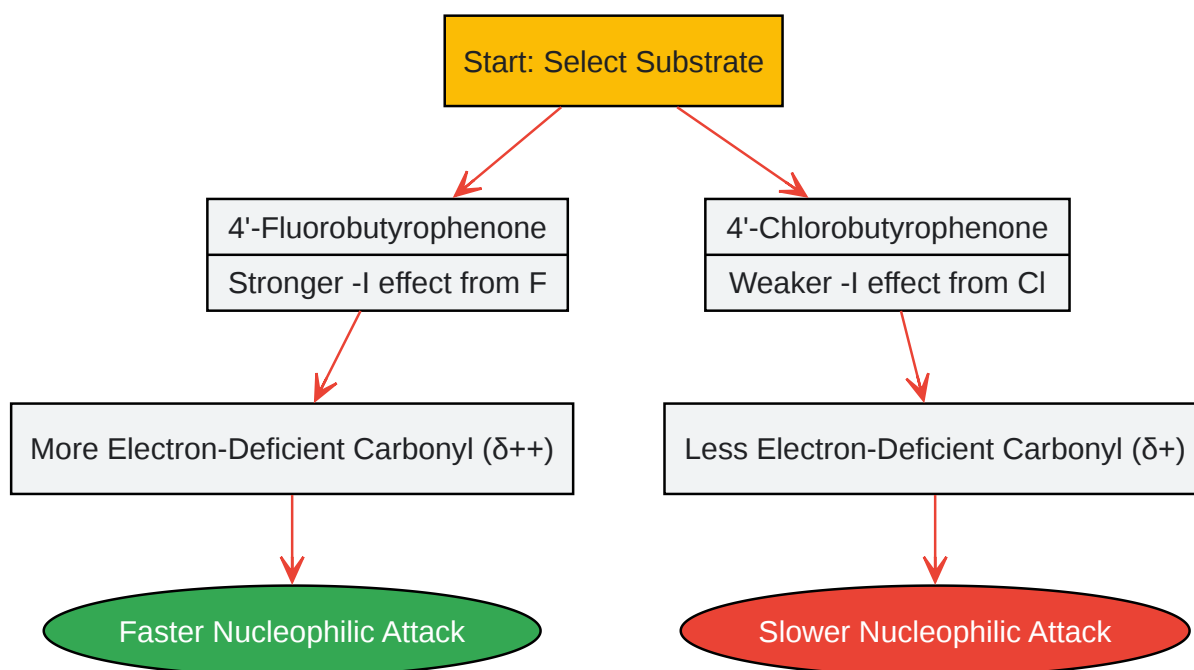 Start: Select Substrate
4'-Fluorobutyrophenone
Stronger -I effect from F
4'-Chlorobutyrophenone
Weaker -I effect from Cl
More Electron-Deficient Carbonyl (δ++)
Less Electron-Deficient Carbonyl (δ+)
Faster Nucleophilic Attack
Slower Nucleophilic Attack